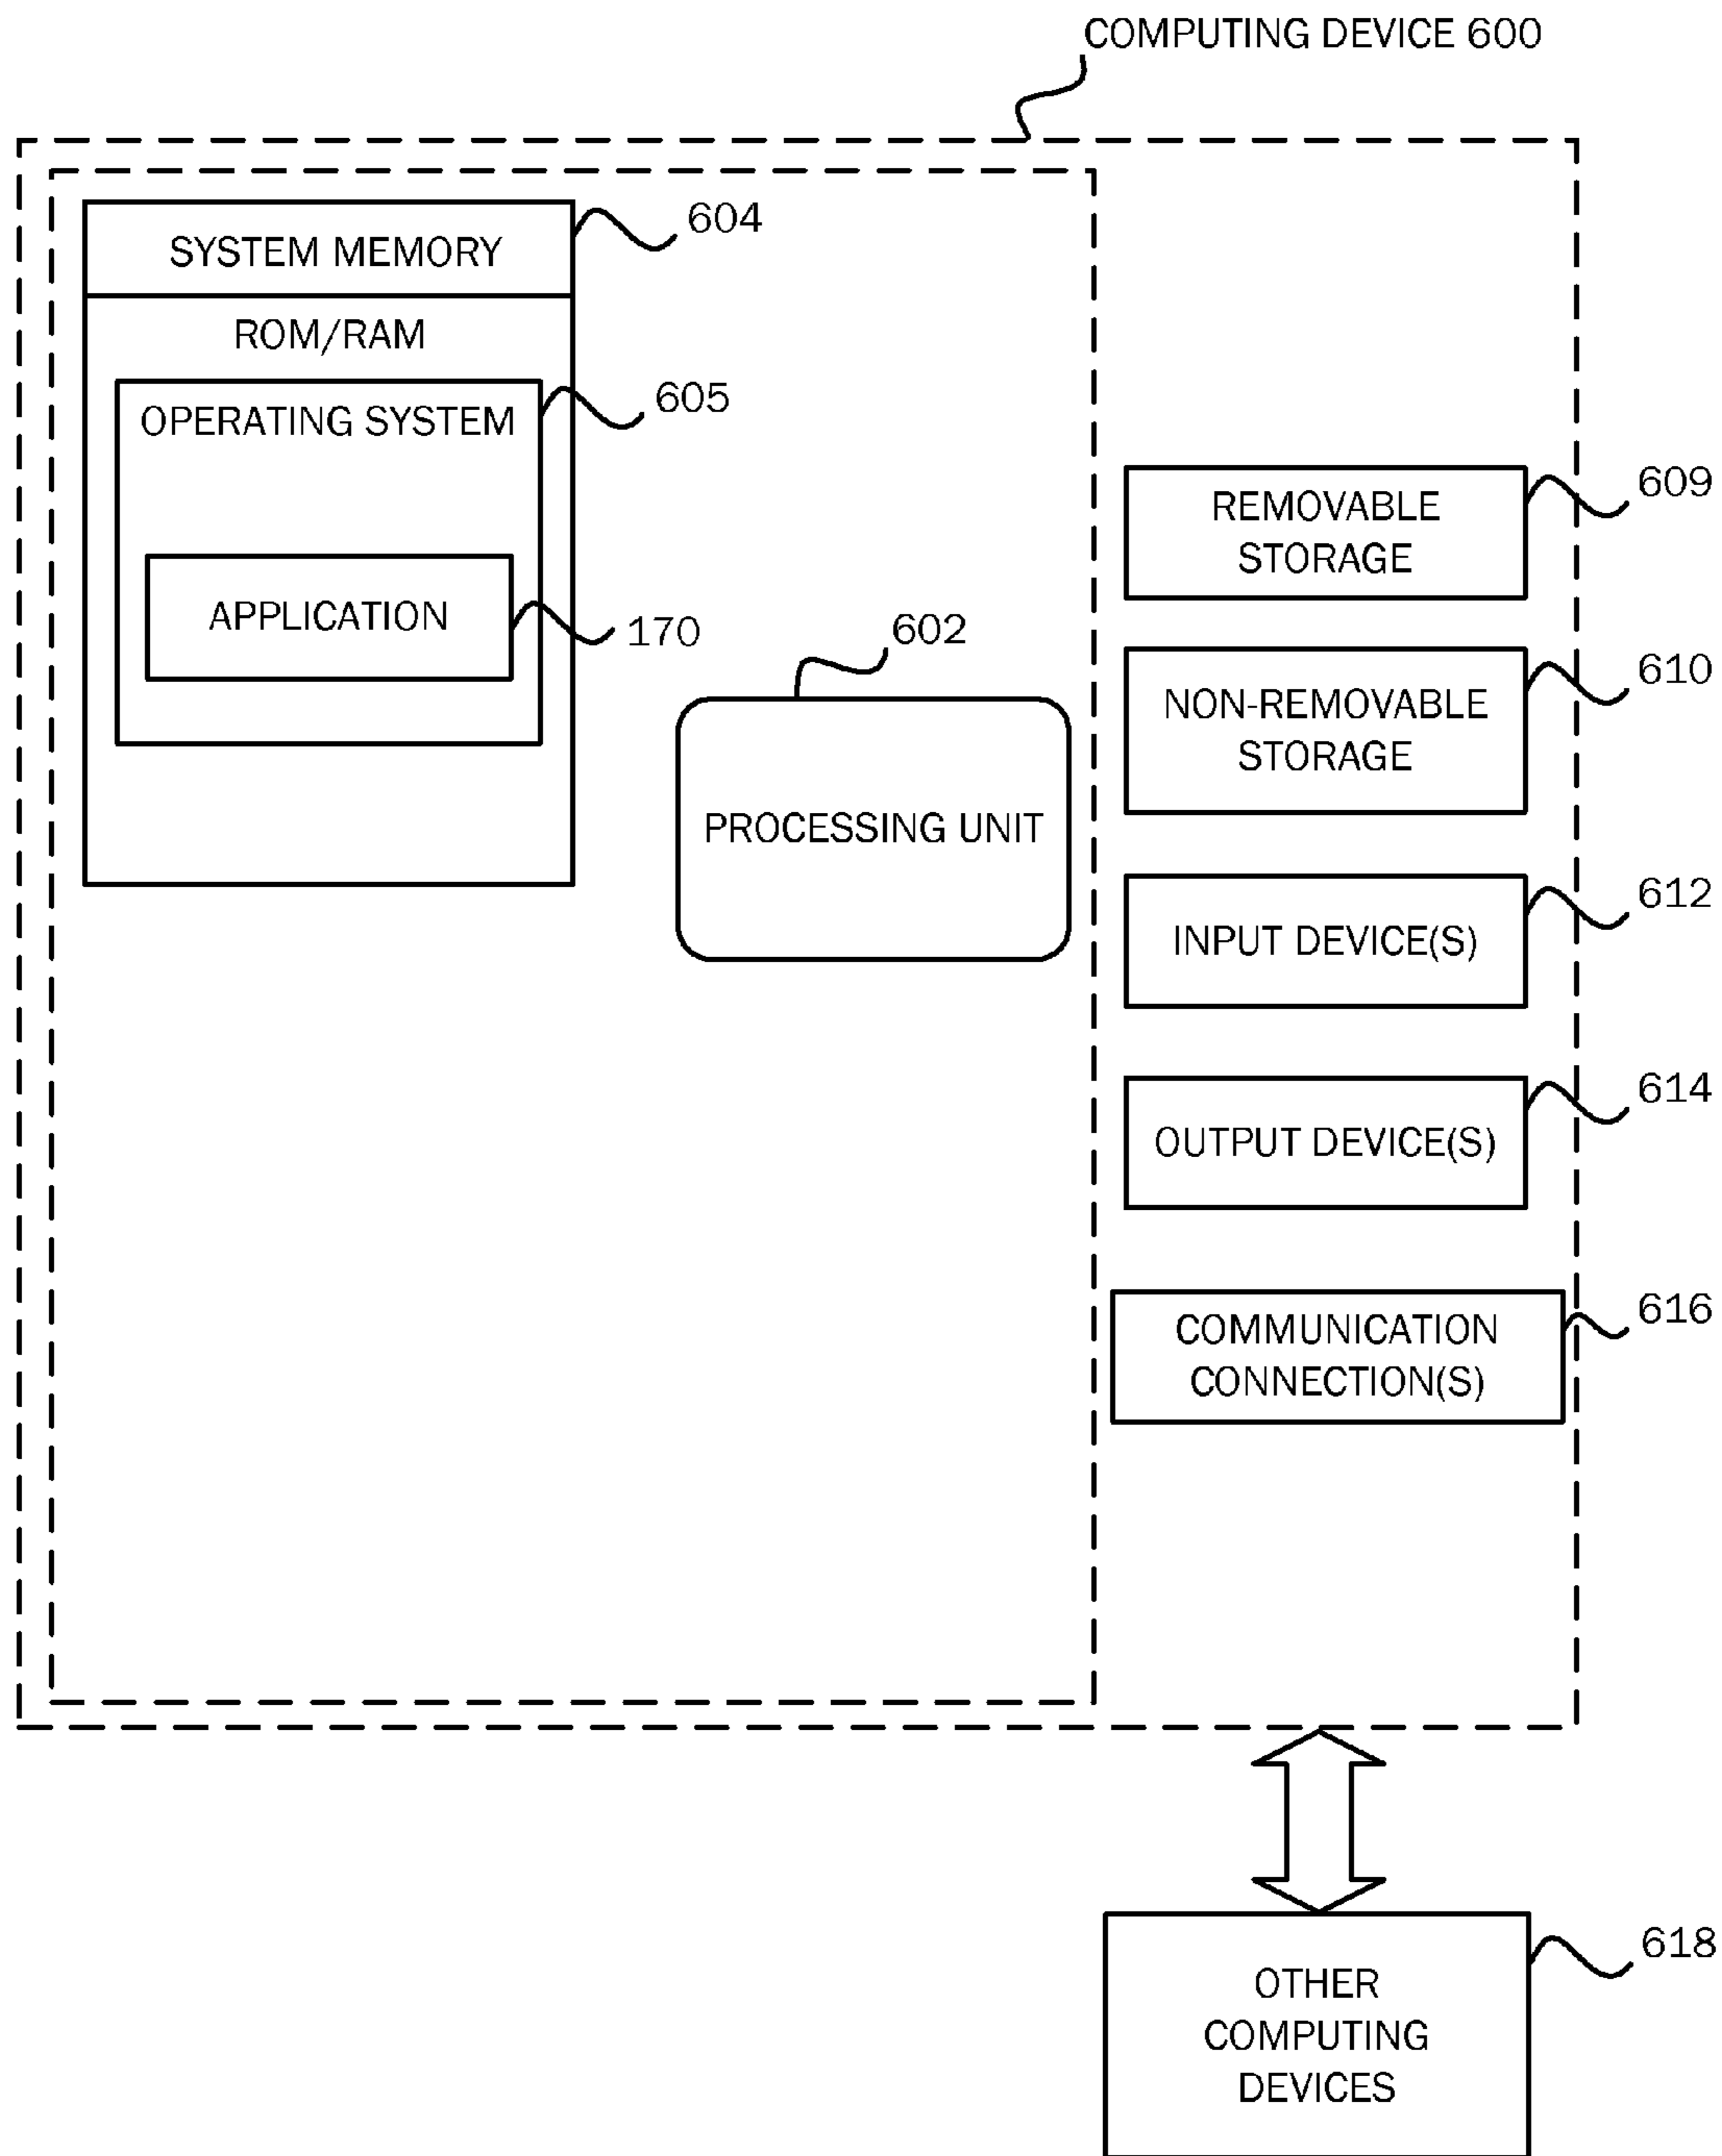 COMPUTING DEVICE 600
SYSTEM MEMORY
604
ROM/RAM
OPERATING SYSTEM
605
APPLICATION
170
602
PROCESSING UNIT
REMOVABLE
STORAGE
609
NON-REMOVABLE
STORAGE
610
INPUT DEVICE(S)
612
OUTPUT DEVICE(S)
614
COMMUNICATION
CONNECTION(S)
616
OTHER
COMPUTING
DEVICES
618